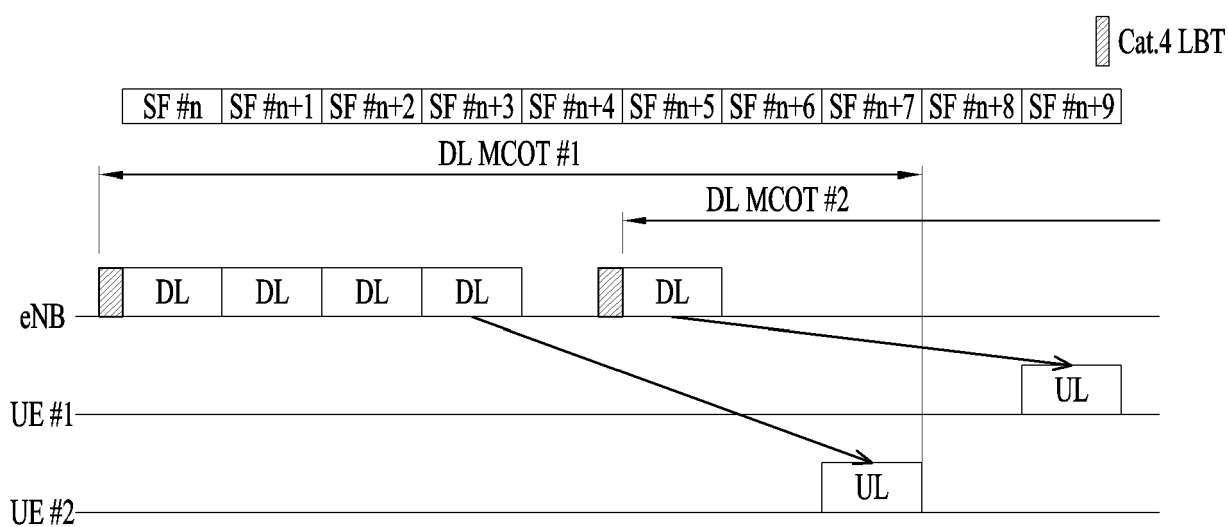 Cat.4 LBT
SF #n SF #n+1 SF #n+2 SF #n+3 SF #n+4 SF #n+5 SF #n+6 SF #n+7 SF #n+8 SF #n+9
DL MCOT #1
DL MCOT #2
eNB DL DL DL DL DL
UE #1 UL
UE #2 UL